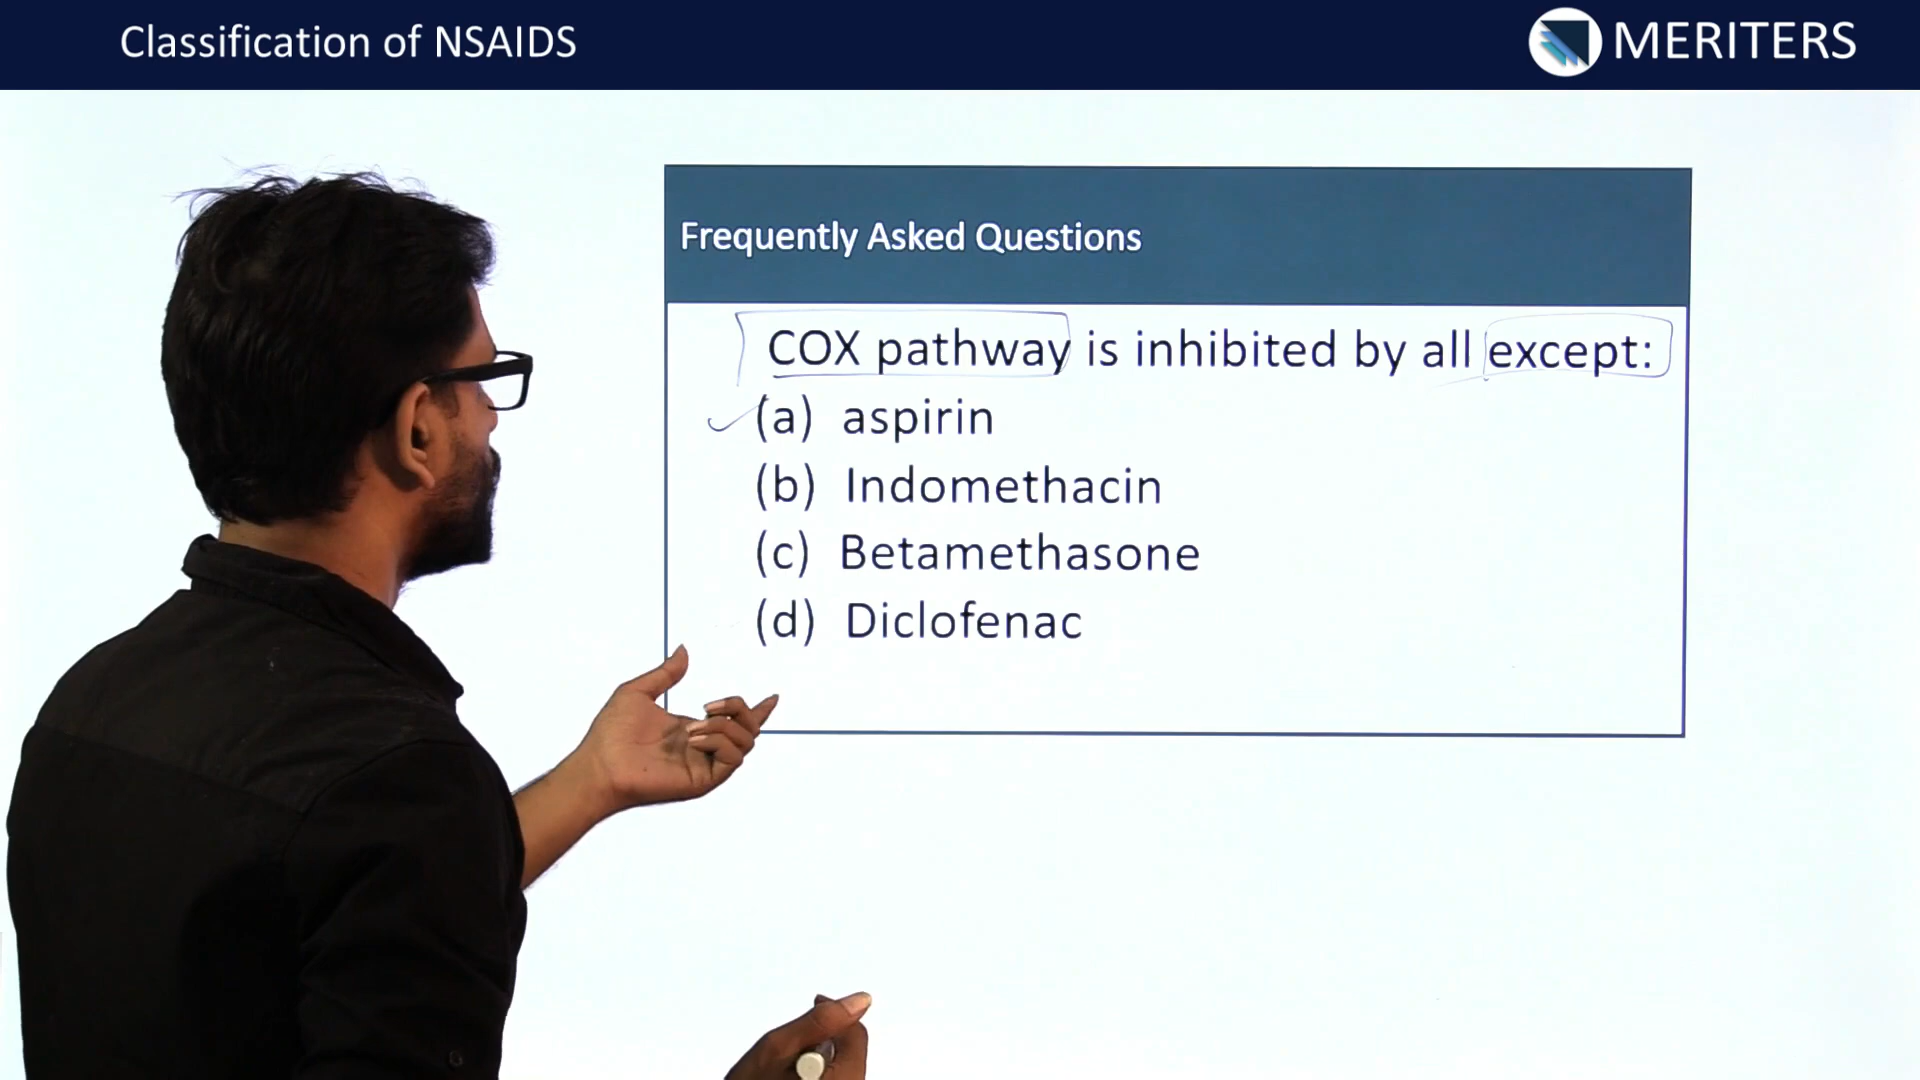 Classification of NSAIDS
MERITERS
Frequently Asked Questions
COX pathway is inhibited by all except:
(a) aspirin
(b) Indomethacin
(c) Betamethasone
(d) Diclofenac